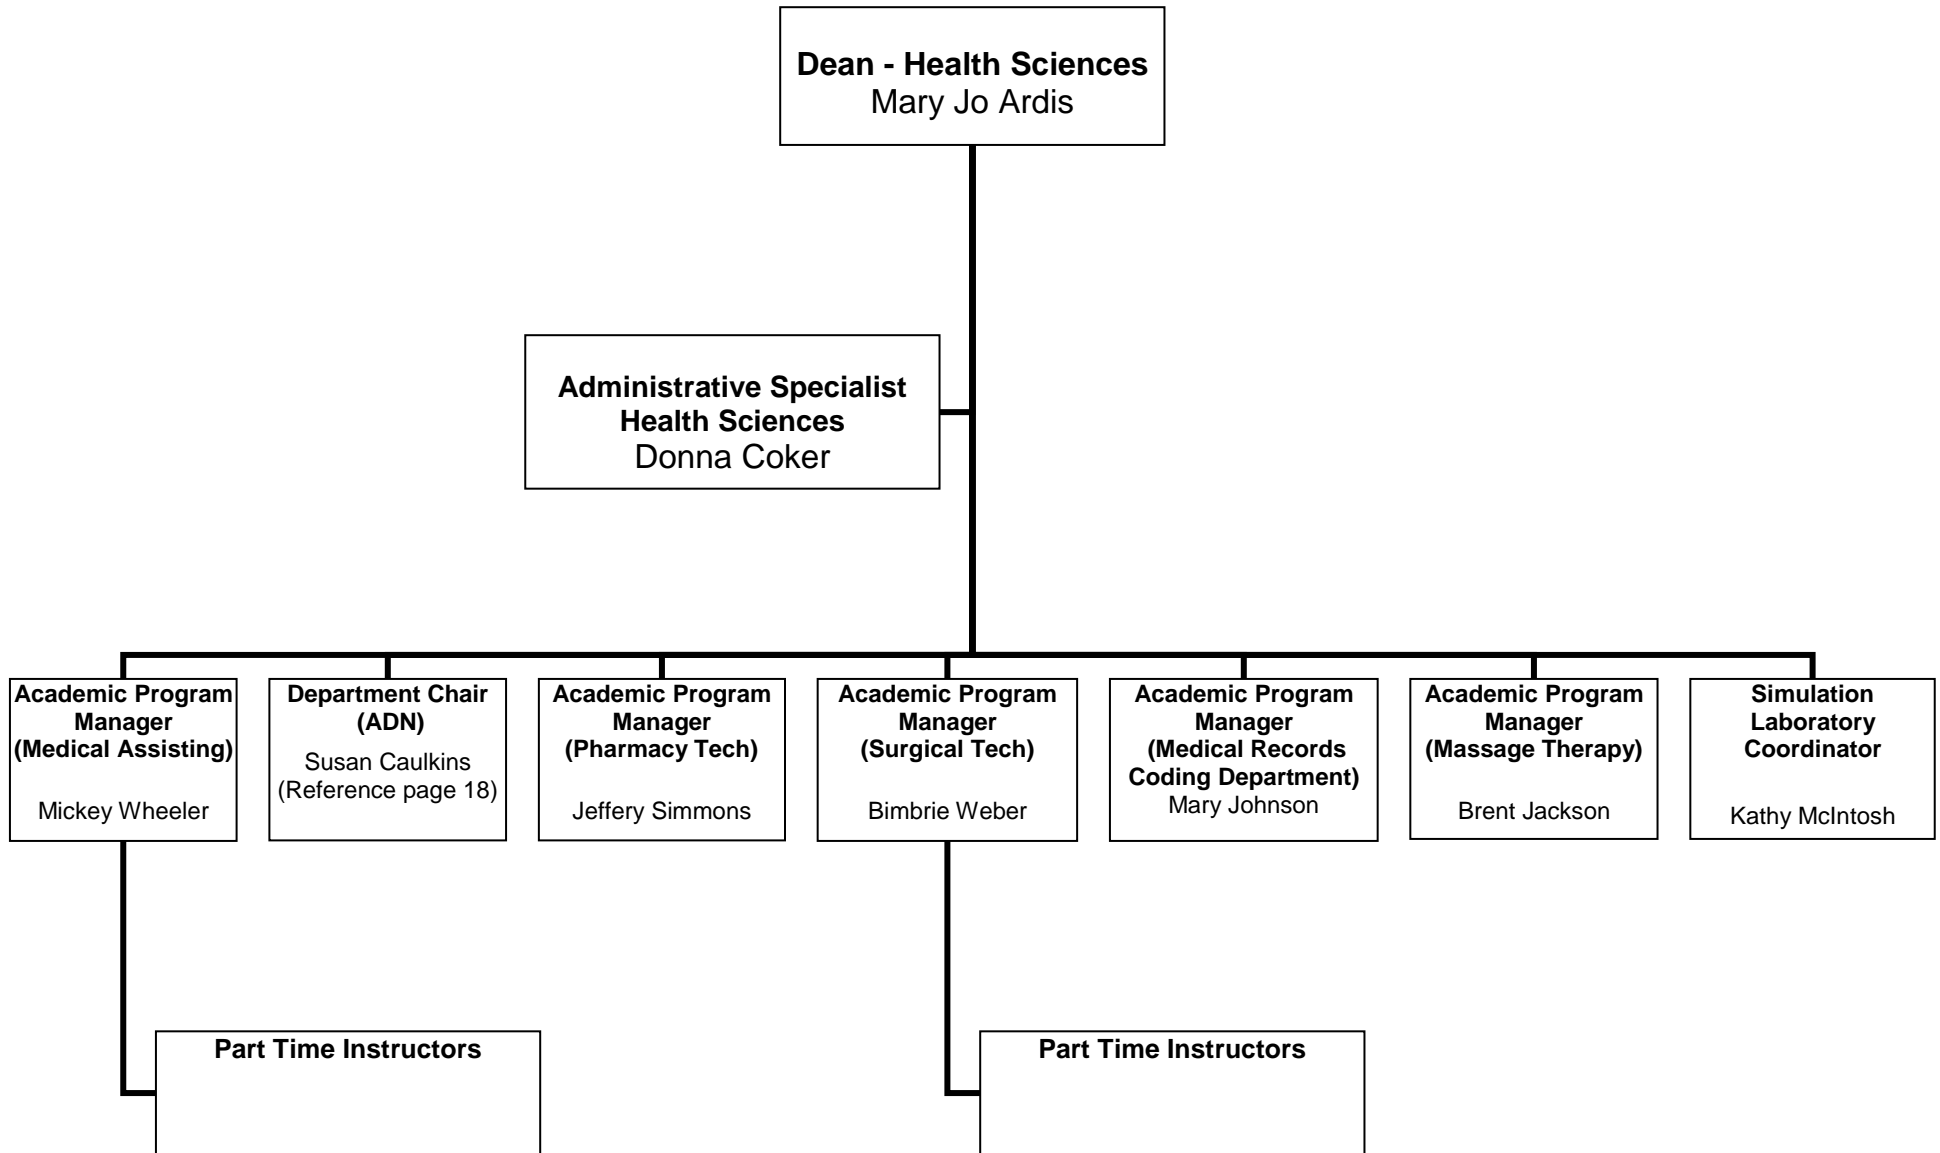 Dean - Health Sciences
Mary Jo Ardis
Administrative Specialist
Health Sciences
Donna Coker
Academic Program
Manager
(Medical Assisting)
Mickey Wheeler
Department Chair
(ADN)
Susan Caulkins
(Reference page 18)
Academic Program
Manager
(Pharmacy Tech)
Jeffery Simmons
Academic Program
Manager
(Surgical Tech)
Bimbrie Weber
Academic Program
Manager
(Medical Records
Coding Department)
Mary Johnson
Academic Program
Manager
(Massage Therapy)
Brent Jackson
Simulation
Laboratory
Coordinator
Kathy McIntosh
Part Time Instructors
Part Time Instructors